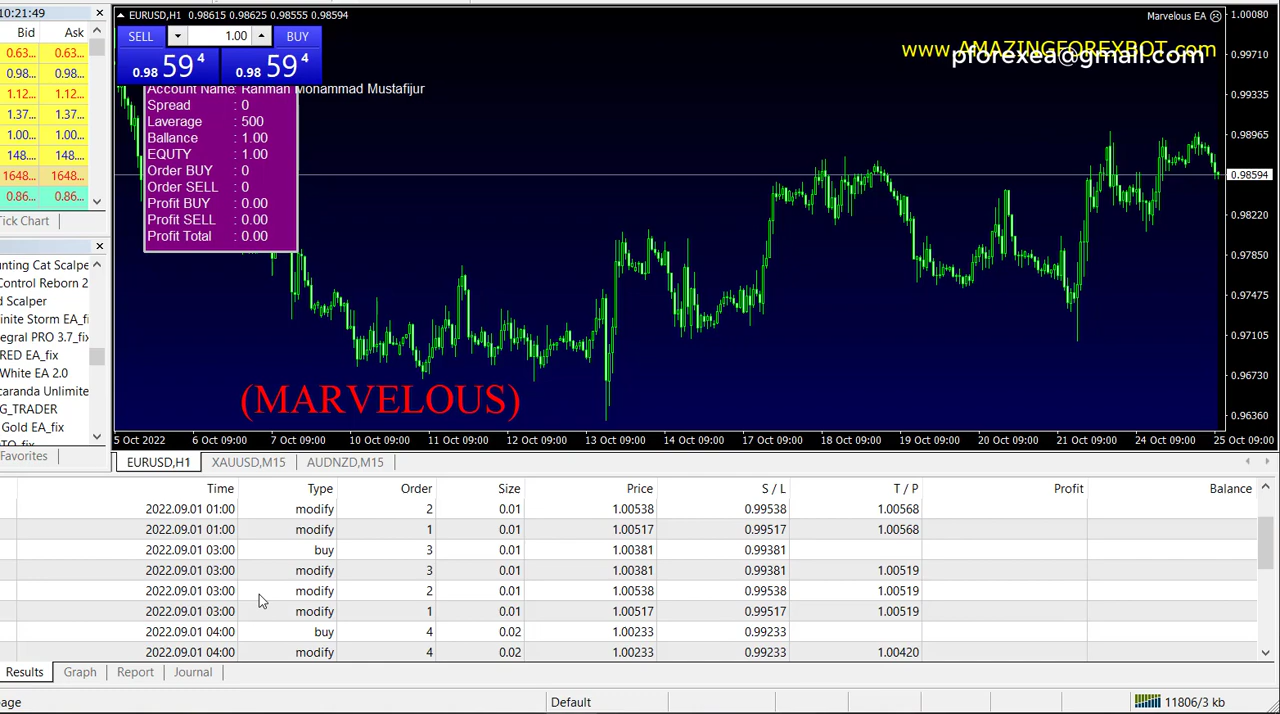 10:21:49
EURUSD,H1 0.98615 0.98625 0.98555 0.98594
Marvelous EA
1.00080
Bid Ask
SELL 1.00 BUY
www.AMAZINGFOREXBOT.com
pforexea@gmail.com
0.98 59 4 0.98 59 4
0.63... 0.63...
0.98... 0.98...
1.12... 1.12...
1.37... 1.37...
1.00... 1.00...
148.... 148....
1648... 1648...
0.86... 0.86...
Tick Chart
Account Name: Rahman Mohammad Mustafijur
Spread : 0
Laverage : 500
Ballance : 1.00
EQUTY : 1.00
Order BUY : 0
Order SELL : 0
Profit BUY : 0.00
Profit SELL : 0.00
Profit Total : 0.00
0.99710
0.99335
0.98965
0.98594
0.98220
0.97850
0.97475
0.97105
0.96730
0.96360
unting Cat Scalpe
Control Reborn 2
d Scalper
inite Storm EA_fi
egral PRO 3.7_fix
RED EA_fix
White EA 2.0
caranda Unlimite
G_TRADER
Gold EA_fix
Favorites
(MARVELOUS)
5 Oct 2022 6 Oct 09:00 7 Oct 09:00 10 Oct 09:00 11 Oct 09:00 12 Oct 09:00 13 Oct 09:00 14 Oct 09:00 17 Oct 09:00 18 Oct 09:00 19 Oct 09:00 20 Oct 09:00 21 Oct 09:00 24 Oct 09:00 25 Oct 09:00
EURUSD,H1 XAUUSD,M15 AUDNZD,M15
Time Type Order Size Price S / L T / P Profit Balance
2022.09.01 01:00 modify 2 0.01 1.00538 0.99538 1.00568
2022.09.01 01:00 modify 1 0.01 1.00517 0.99517 1.00568
2022.09.01 03:00 buy 3 0.01 1.00381 0.99381
2022.09.01 03:00 modify 3 0.01 1.00381 0.99381 1.00519
2022.09.01 03:00 modify 2 0.01 1.00538 0.99538 1.00519
2022.09.01 03:00 modify 1 0.01 1.00517 0.99517 1.00519
2022.09.01 04:00 buy 4 0.02 1.00233 0.99233
2022.09.01 04:00 modify 4 0.02 1.00233 0.99233 1.00420
Results Graph Report Journal
page Default 11806/3 kb